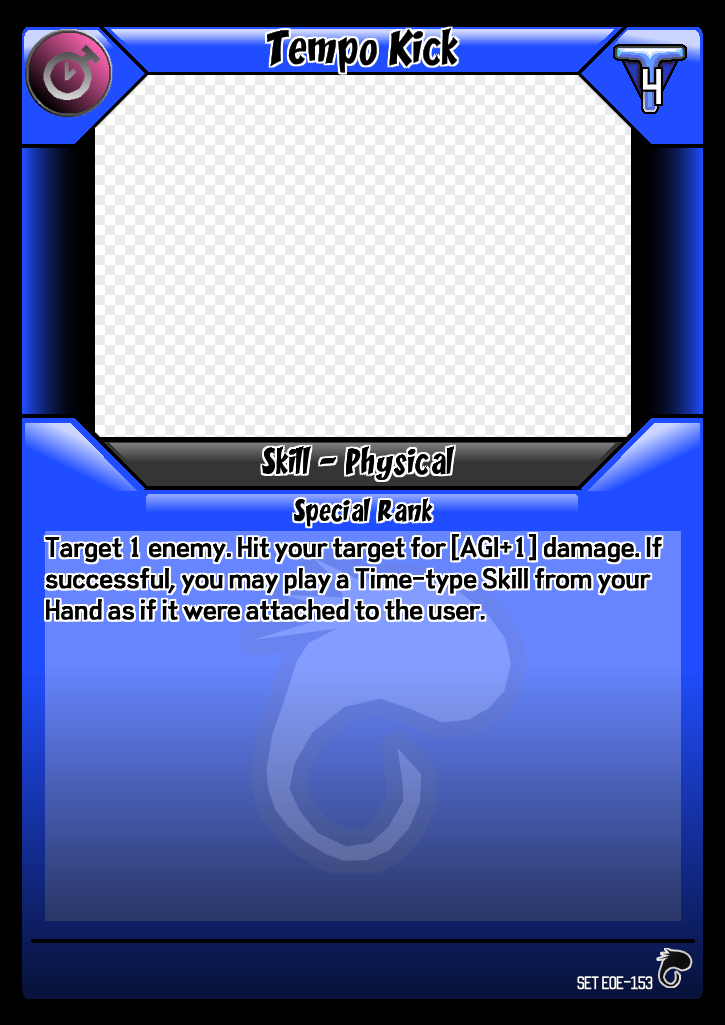 Tempo Kick
4
Skill - Physical
Special Rank
Target 1 enemy. Hit your target for [AGI+1] damage. If
successful, you may play a Time-type Skill from your
Hand as if it were attached to the user.
SET EOE-153